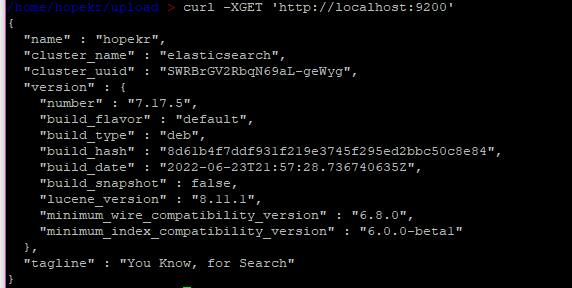 /home/hopekr/upload > curl -XGET 'http://localhost:9200'
{
  "name" : "hopekr",
  "cluster_name" : "elasticsearch",
  "cluster_uuid" : "SWRBrGV2RbqN69aL-geWyg",
  "version" : {
    "number" : "7.17.5",
    "build_flavor" : "default",
    "build_type" : "deb",
    "build_hash" : "8d61b4f7ddf931f219e3745f295ed2bbc50c8e84",
    "build_date" : "2022-06-23T21:57:28.736740635Z",
    "build_snapshot" : false,
    "lucene_version" : "8.11.1",
    "minimum_wire_compatibility_version" : "6.8.0",
    "minimum_index_compatibility_version" : "6.0.0-beta1"
  },
  "tagline" : "You Know, for Search"
}